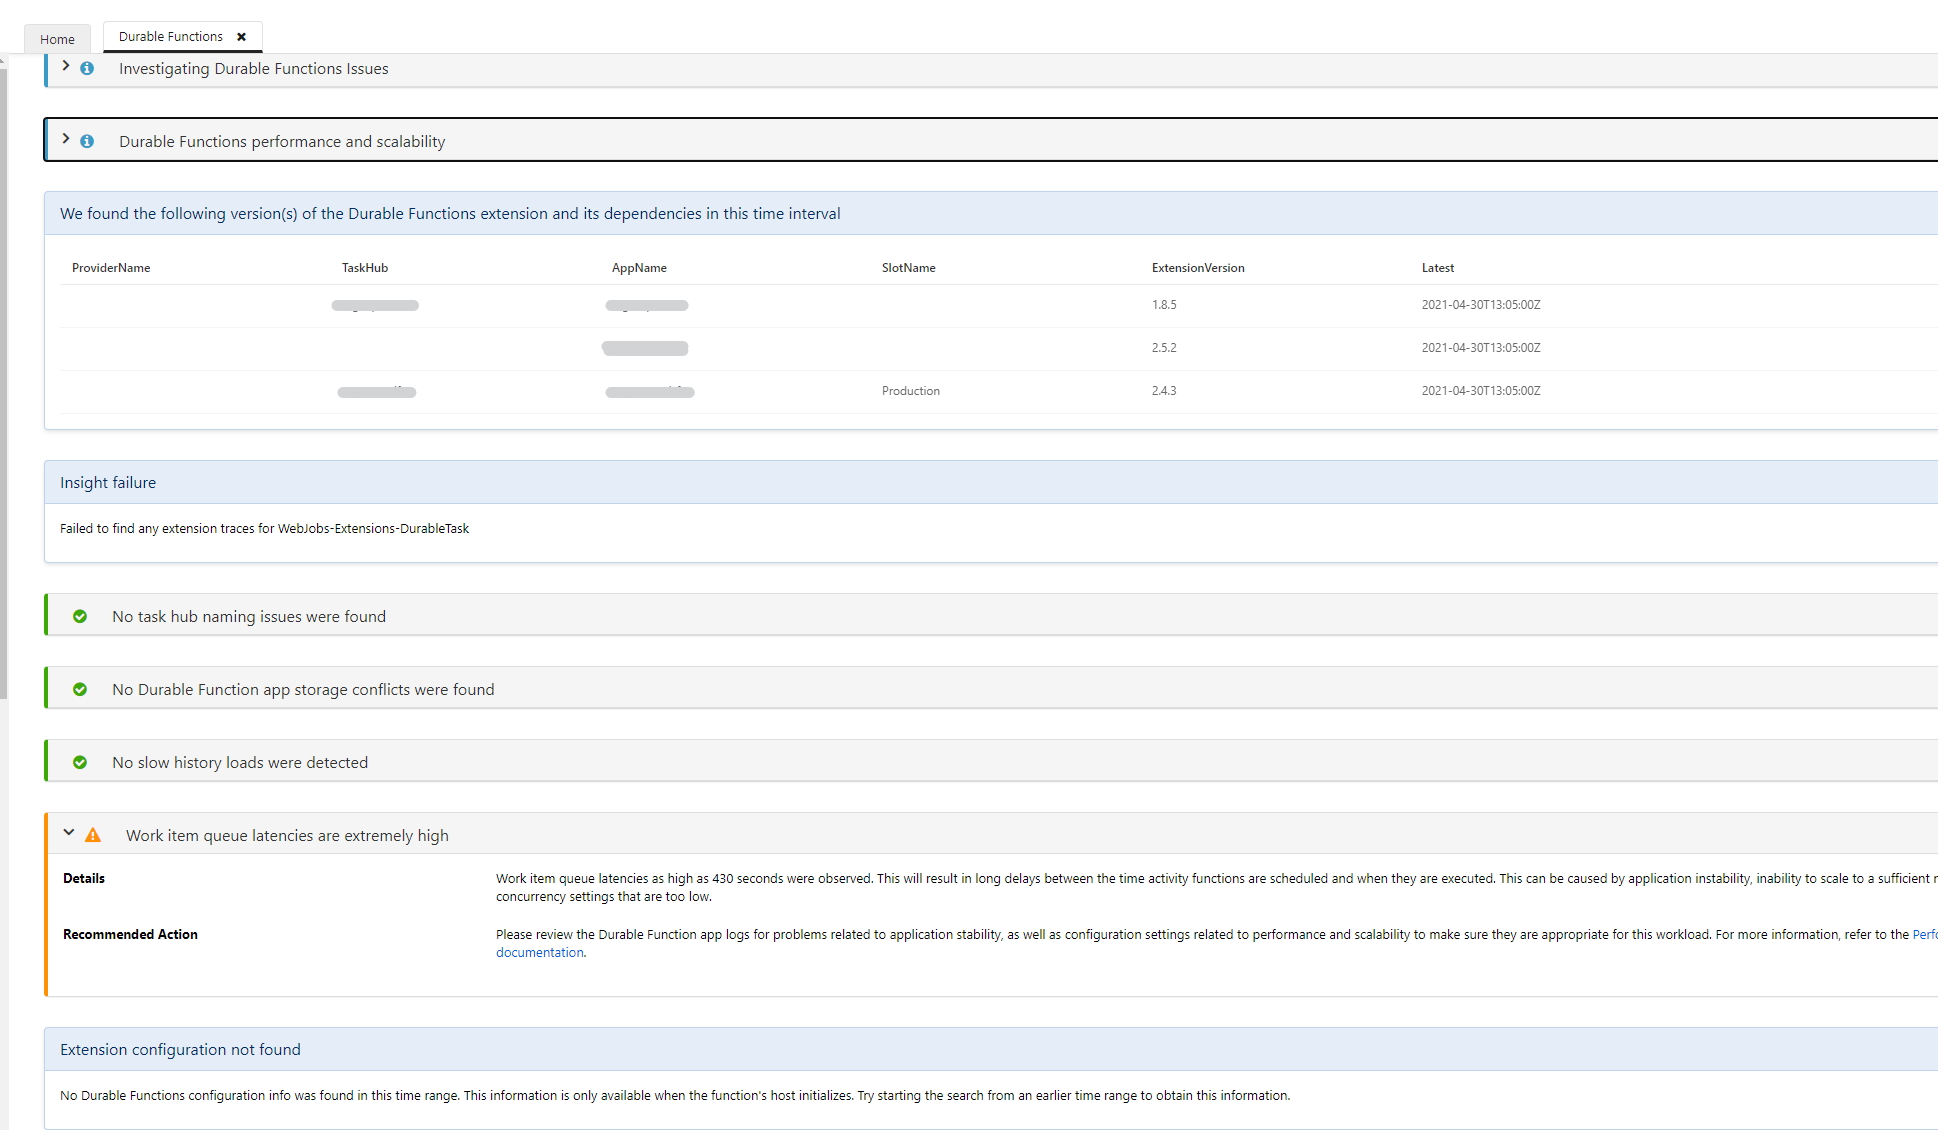 Home
Durable Functions
Investigating Durable Functions Issues
Durable Functions performance and scalability
We found the following version(s) of the Durable Functions extension and its dependencies in this time interval
ProviderName TaskHub AppName SlotName ExtensionVersion Latest
1.8.5 2021-04-30T13:05:00Z
2.5.2 2021-04-30T13:05:00Z
Production 2.4.3 2021-04-30T13:05:00Z
Insight failure
Failed to find any extension traces for WebJobs-Extensions-DurableTask
No task hub naming issues were found
No Durable Function app storage conflicts were found
No slow history loads were detected
Work item queue latencies are extremely high
Details
Work item queue latencies as high as 430 seconds were observed. This will result in long delays between the time activity functions are scheduled and when they are executed. This can be caused by application instability, inability to scale to a sufficient
concurrency settings that are too low.
Recommended Action
Please review the Durable Function app logs for problems related to application stability, as well as configuration settings related to performance and scalability to make sure they are appropriate for this workload. For more information, refer to the Perfo
documentation.
Extension configuration not found
No Durable Functions configuration info was found in this time range. This information is only available when the function's host initializes. Try starting the search from an earlier time range to obtain this information.